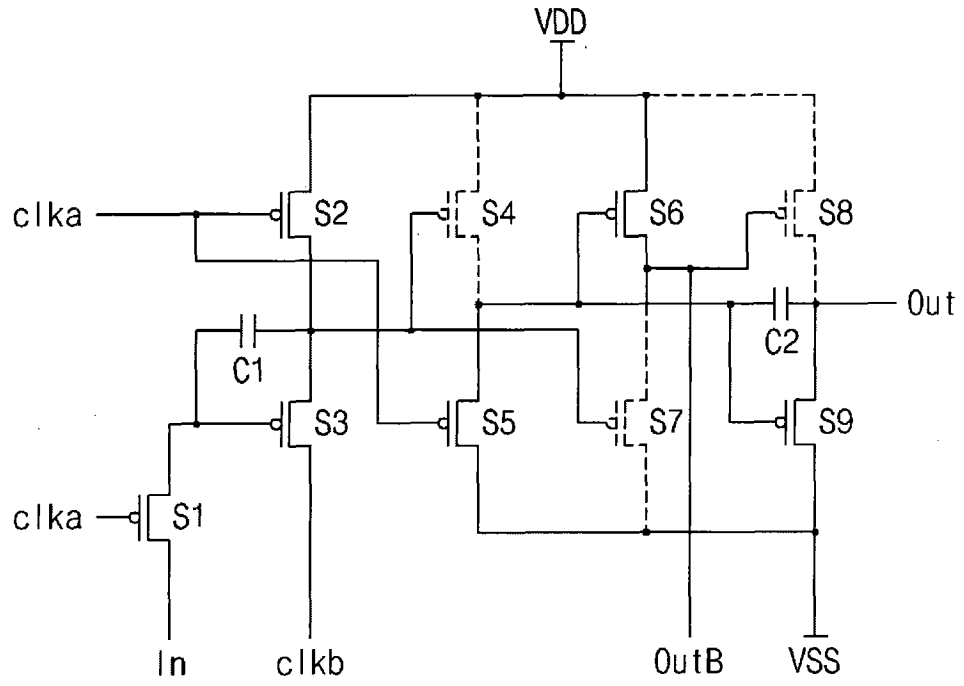 VDD
clka
S2
S4
S6
S8
Out
C1
C2
S3
S5
S7
S9
clka
S1
In
clkb
OutB
VSS